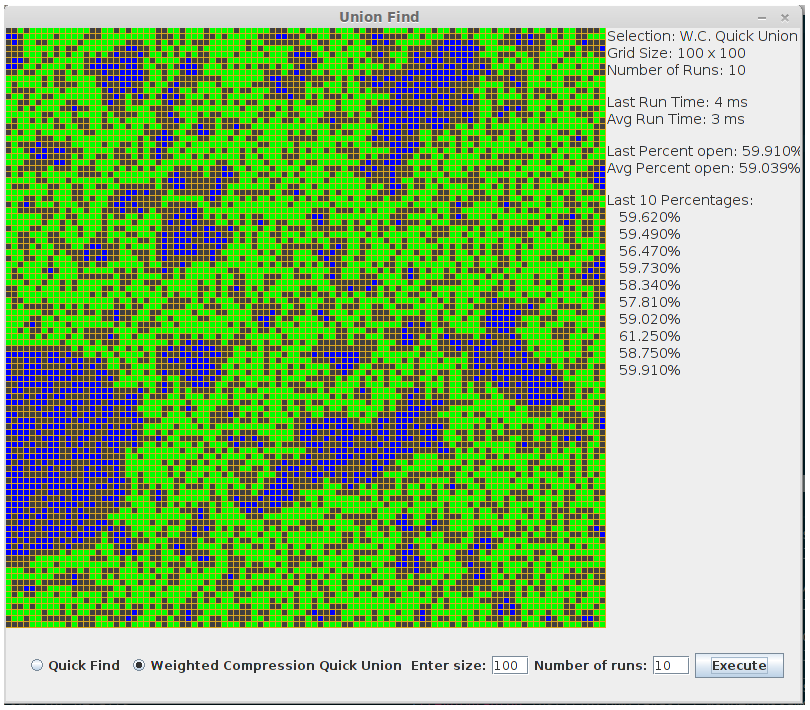 Union Find
Selection: W.C. Quick Union
Grid Size: 100 x 100
Number of Runs: 10
Last Run Time: 4 ms
Avg Run Time: 3 ms
Last Percent open: 59.910%
Avg Percent open: 59.039%
Last 10 Percentages:
59.620%
59.490%
56.470%
59.730%
58.340%
57.810%
59.020%
61.250%
58.750%
59.910%
Quick Find Weighted Compression Quick Union Enter size: 100 Number of runs: 10 Execute